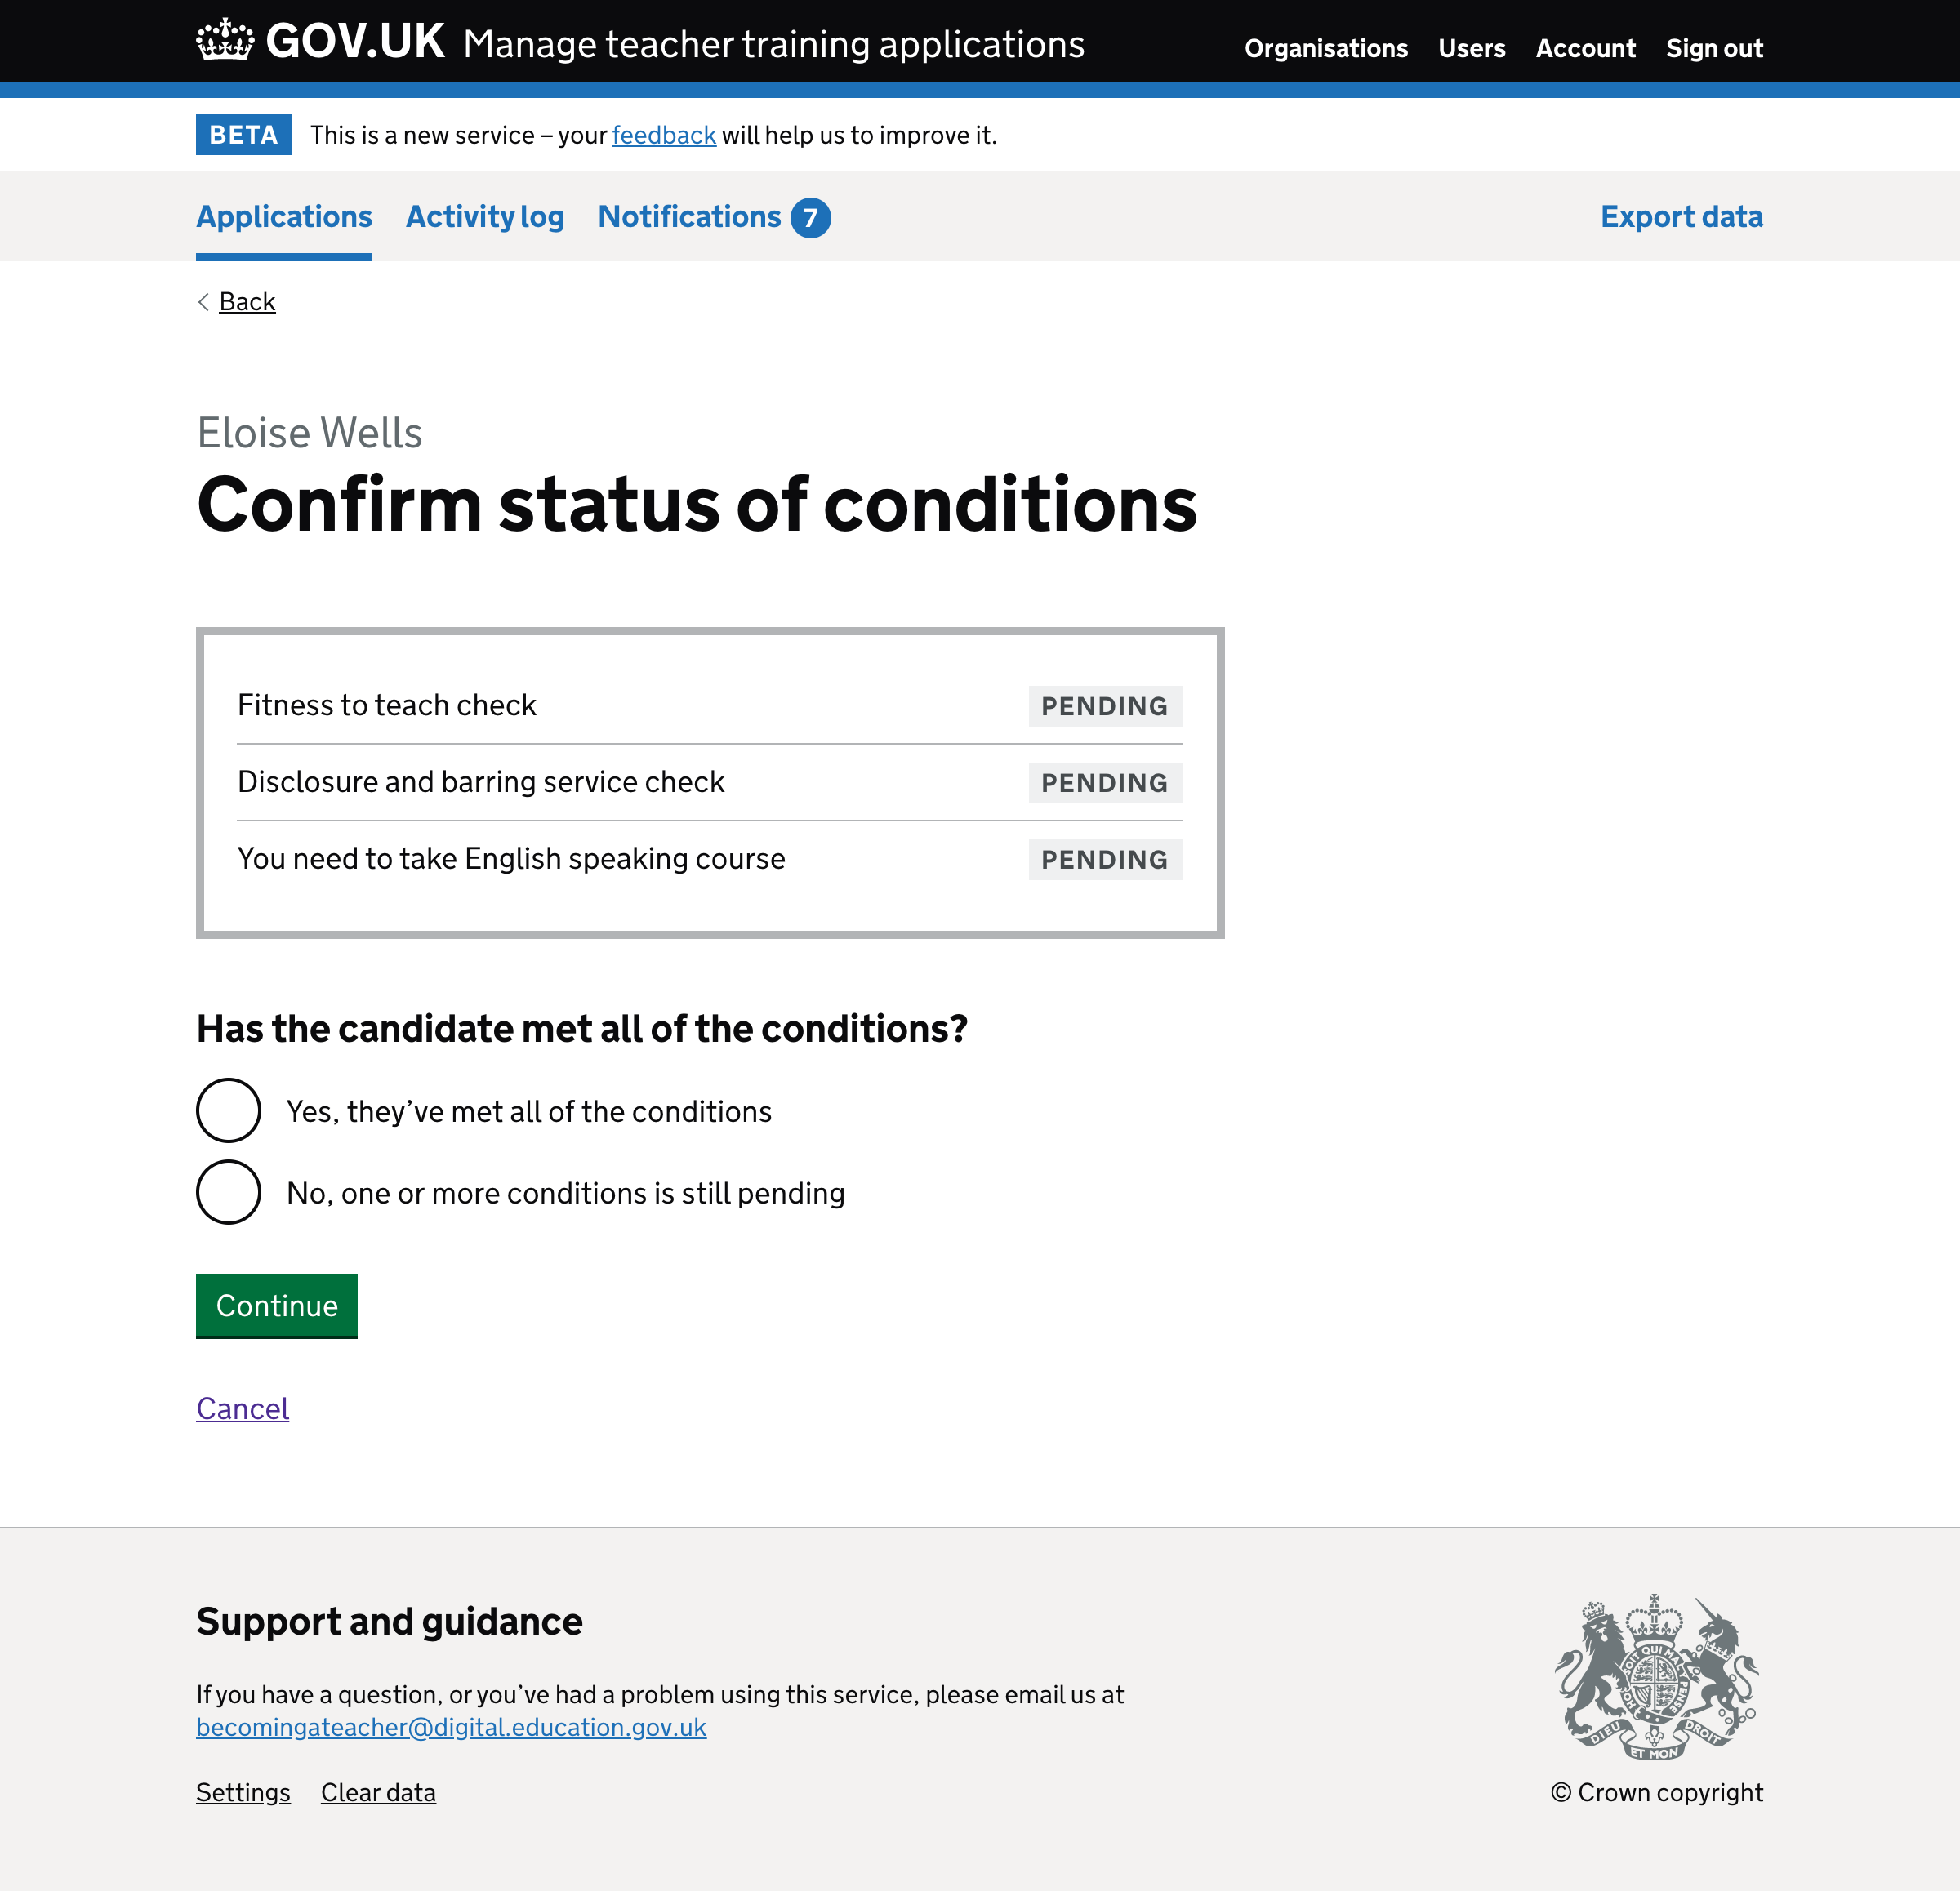 GOV.UK Manage teacher training applications
Organisations Users Account Sign out
BETA This is a new service – your feedback will help us to improve it.
Applications Activity log Notifications 7 Export data
Back
Eloise Wells
Confirm status of conditions
Fitness to teach check PENDING
Disclosure and barring service check PENDING
You need to take English speaking course PENDING
Has the candidate met all of the conditions?
Yes, they’ve met all of the conditions
No, one or more conditions is still pending
Continue
Cancel
Support and guidance
If you have a question, or you’ve had a problem using this service, please email us at
becomingateacher@digital.education.gov.uk
Settings Clear data
DIEU ET MON DROIT
© Crown copyright